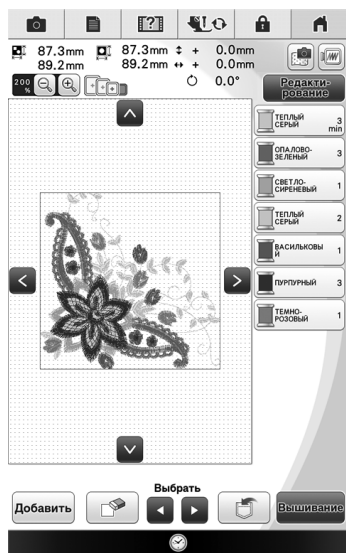 87.3mm 87.3mm + 0.0mm
89.2mm 89.2mm + 0.0mm
200 % 0.0°
Редакти-
рование
ТЕПЛЫЙ
СЕРЫЙ 3
min
ОПАЛОВО-
ЗЕЛЕНЫЙ 3
СВЕТЛО-
СИРЕНЕВЫЙ 1
ТЕПЛЫЙ
СЕРЫЙ 2
ВАСИЛЬКОВЫ
Й 1
ПУРПУРНЫЙ 3
ТЕМНО-
РОЗОВЫЙ 1
Выбрать
Добавить
Вышивание